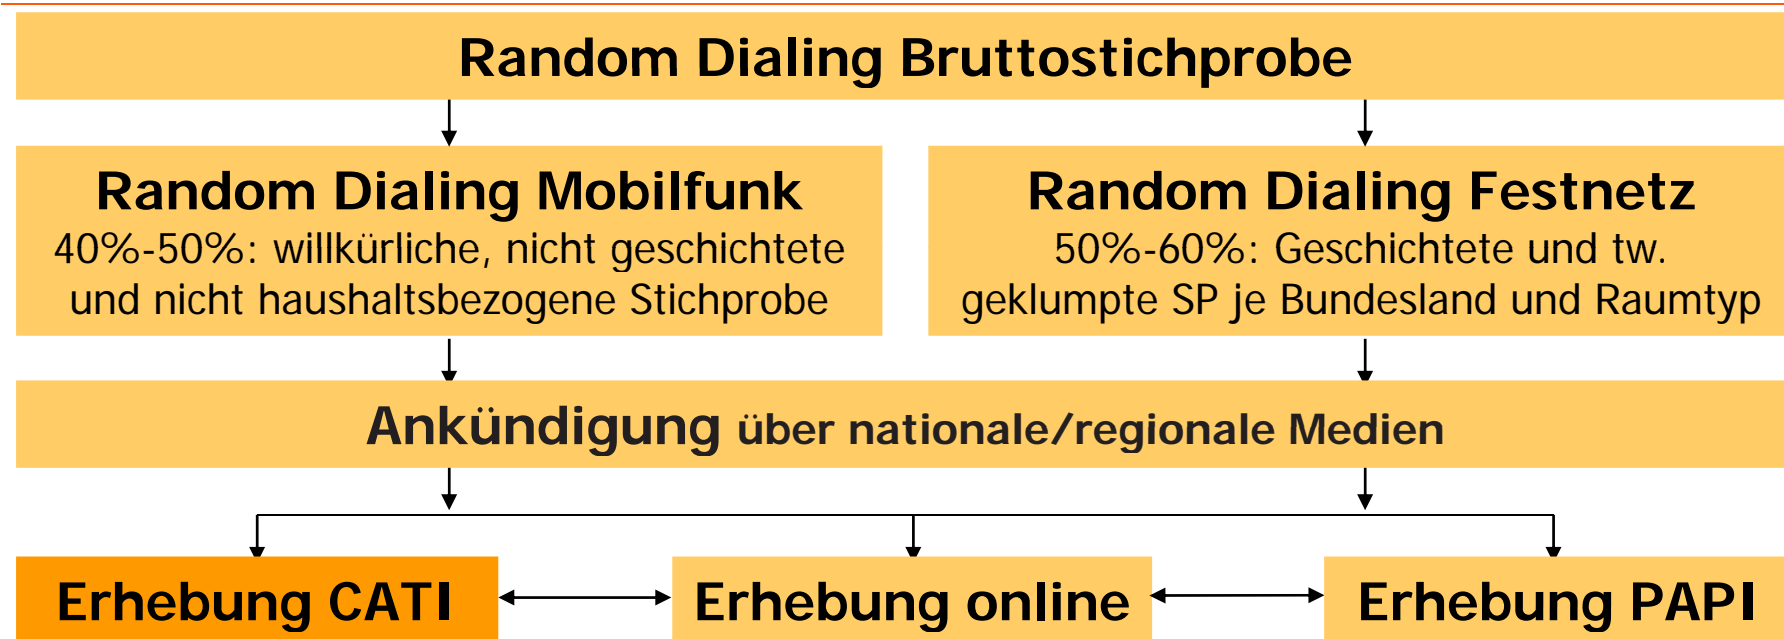 Random Dialing Bruttostichprobe
Random Dialing Mobilfunk
40%-50%: willkürliche, nicht geschichtete
und nicht haushaltsbezogene Stichprobe
Random Dialing Festnetz
50%-60%: Geschichtete und tw.
geklumpte SP je Bundesland und Raumtyp
Ankündigung über nationale/regionale Medien
Erhebung CATI
Erhebung online
Erhebung PAPI